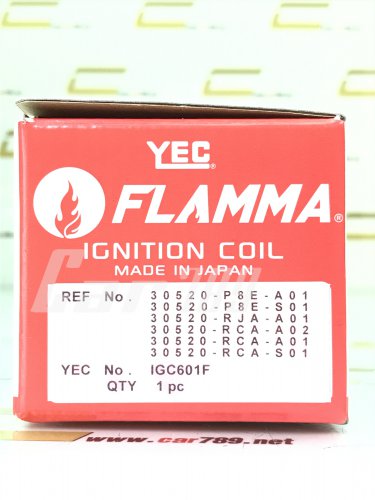 YEC®
FLAMMA®
IGNITION COIL
MADE IN JAPAN
REF No. 30520-P8E-A01
30520-P8E-S01
30520-RJA-A01
30520-RCA-A02
30520-RCA-A01
30520-RCA-S01
YEC No. IGC601F
QTY 1 pc
www.car789.net